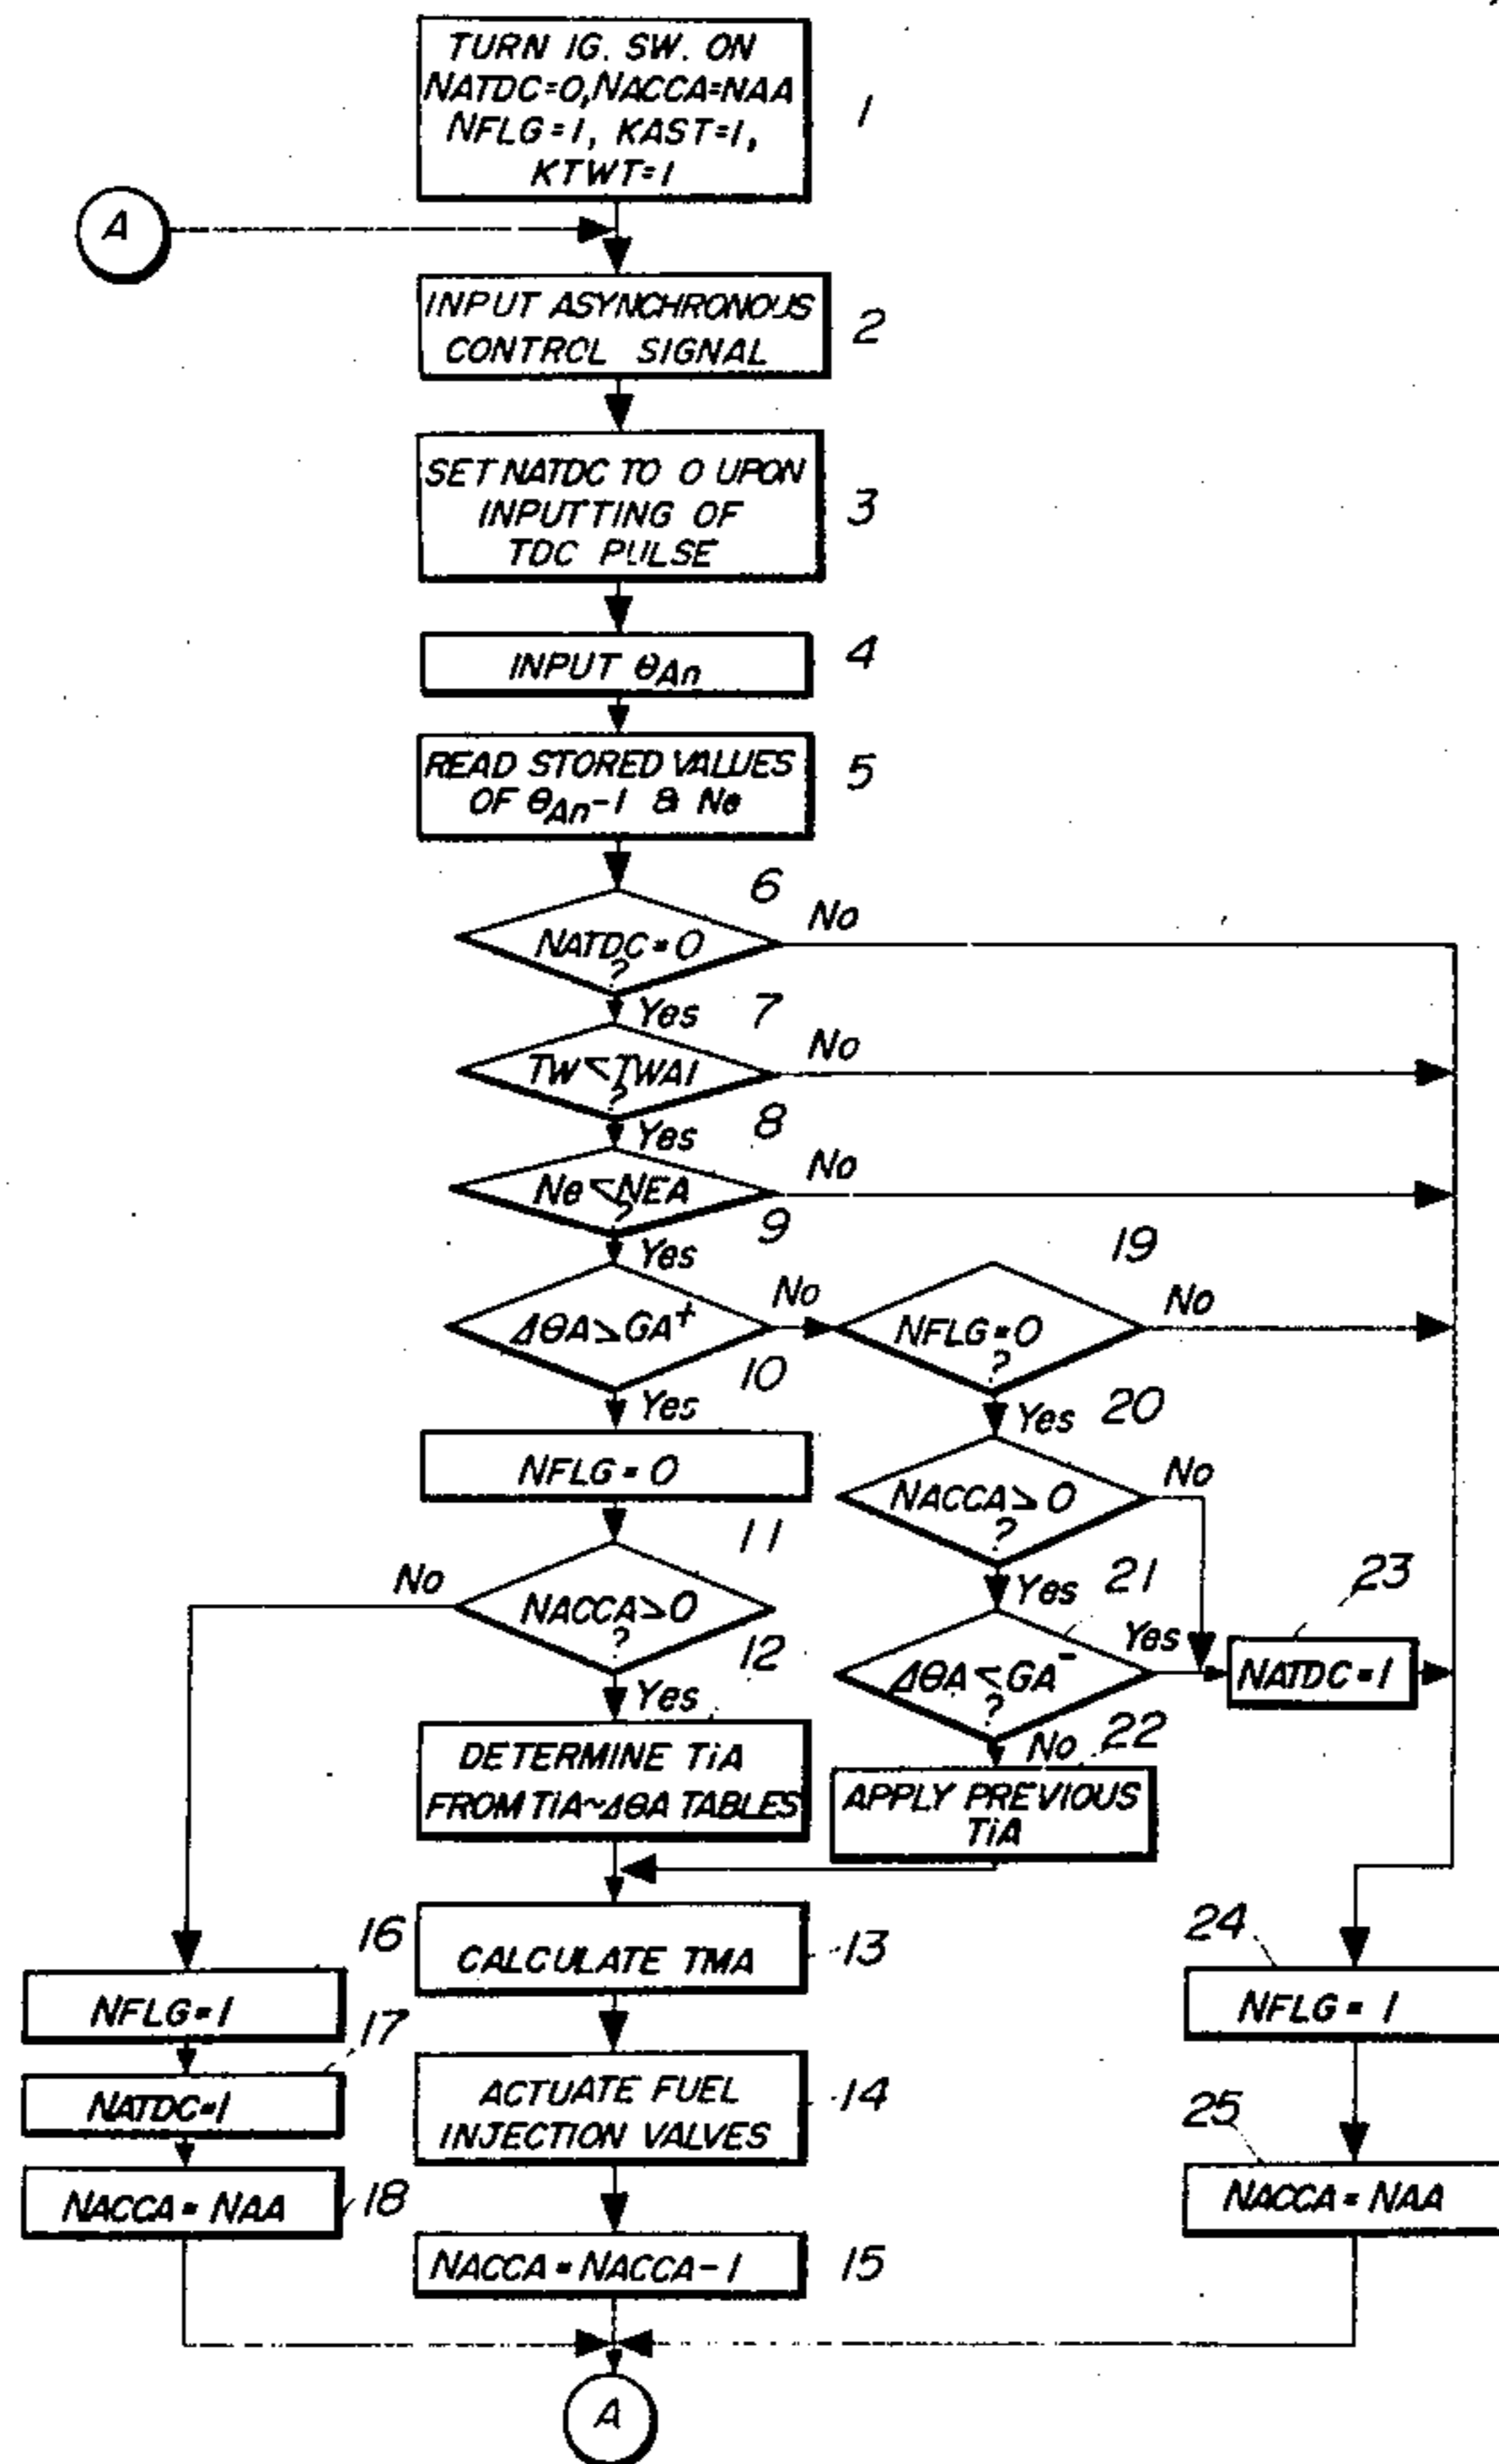 TURN IG. SW. ON
NATDC=0, NACCA=NAA
NFLG=1, KAST=1,
KTWT=1
1
A
INPUT ASYNCHRONOUS
CONTROL SIGNAL
2
SET NATDC TO 0 UPON
INPUTTING OF
TDC PULSE
3
INPUT θAn
4
READ STORED VALUES
OF θAn-1 & Ne
5
6
NATDC=0
?
No
Yes
7
TW<TWA1
?
No
Yes
8
Ne<NEA
?
No
Yes
9
ΔθA>GA+
No
19
NFLG=0
?
No
Yes
10
NFLG=0
Yes
20
NACCA>0
?
No
11
NACCA>0
?
No
Yes
21
ΔθA<GA-
?
Yes
23
NATDC=1
Yes
12
DETERMINE TiA
FROM TiA~ΔθA TABLES
No
22
APPLY PREVIOUS
TiA
CALCULATE TMA
13
16
NFLG=1
24
NFLG=1
17
NATDC=1
ACTUATE FUEL
INJECTION VALVES
14
25
NACCA=NAA
NACCA=NAA
18
NACCA=NACCA-1
15
A